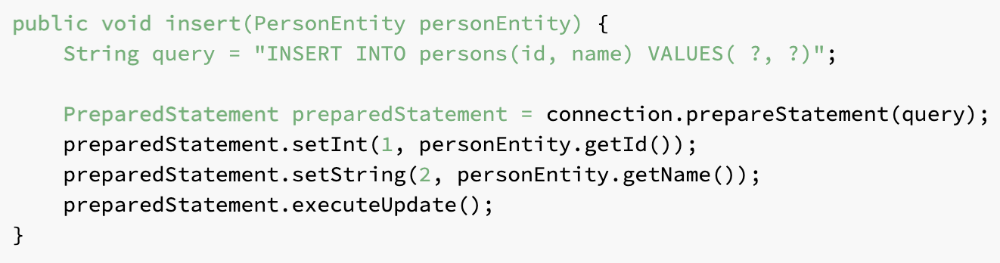 public void insert(PersonEntity personEntity) {
    String query = "INSERT INTO persons(id, name) VALUES( ?, ?)";

    PreparedStatement preparedStatement = connection.prepareStatement(query);
    preparedStatement.setInt(1, personEntity.getId());
    preparedStatement.setString(2, personEntity.getName());
    preparedStatement.executeUpdate();
}